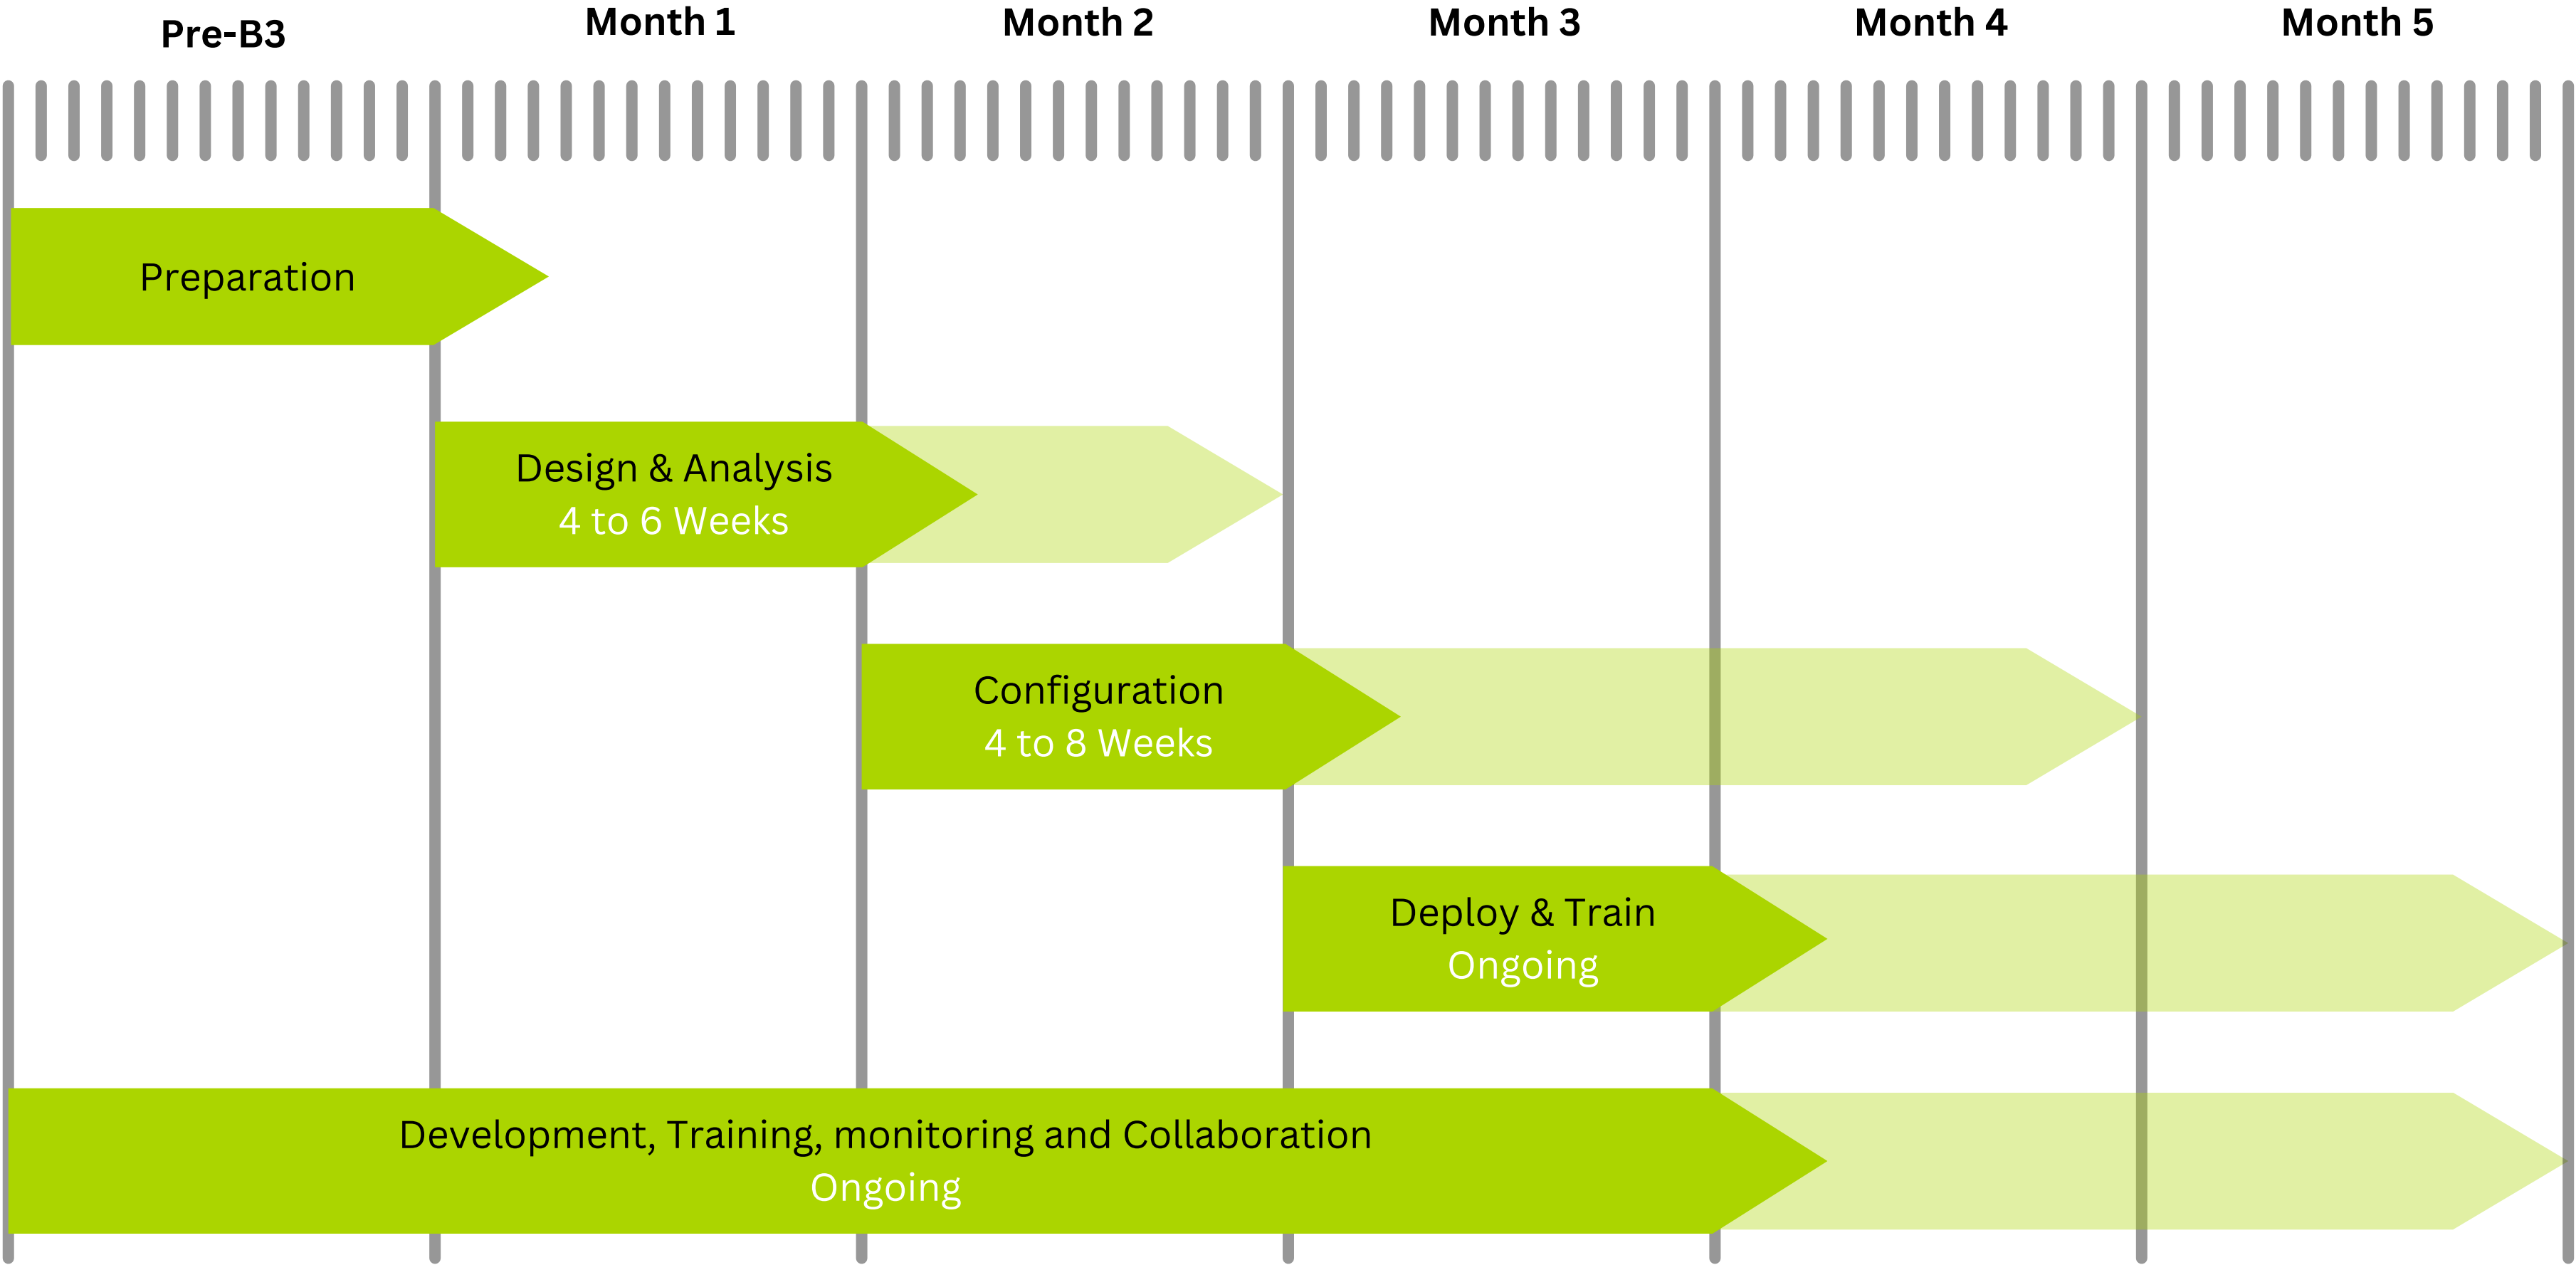 Pre-B3
Month 1
Month 2
Month 3
Month 4
Month 5
Preparation
Design & Analysis
4 to 6 Weeks
Configuration
4 to 8 Weeks
Deploy & Train
Ongoing
Development, Training, monitoring and Collaboration
Ongoing